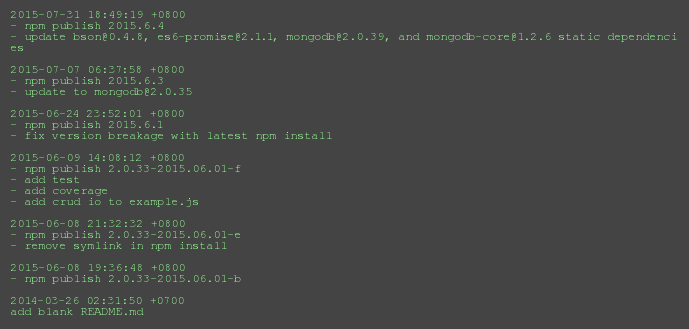 2015-07-31 18:49:19 +0800
- npm publish 2015.6.4
- update bson@0.4.8, es6-promise@2.1.1, mongodb@2.0.39, and mongodb-core@1.2.6 static dependenci
es
2015-07-07 06:37:58 +0800
- npm publish 2015.6.3
- update to mongodb@2.0.35
2015-06-24 23:52:01 +0800
- npm publish 2015.6.1
- fix version breakage with latest npm install
2015-06-09 14:08:12 +0800
- npm publish 2.0.33-2015.06.01-f
- add test
- add coverage
- add crud io to example.js
2015-06-08 21:32:32 +0800
- npm publish 2.0.33-2015.06.01-e
- remove symlink in npm install
2015-06-08 19:36:48 +0800
- npm publish 2.0.33-2015.06.01-b
2014-03-26 02:31:50 +0700
add blank README.md